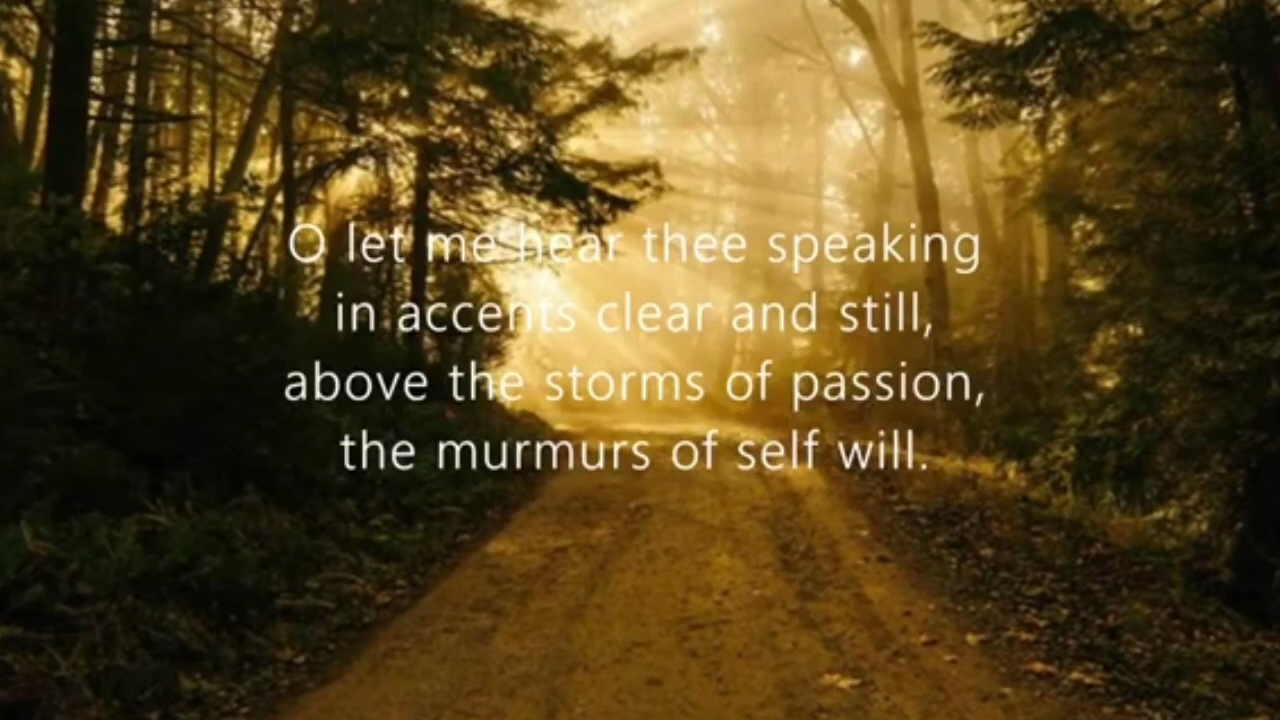 O let me hear thee speaking
in accents clear and still,
above the storms of passion,
the murmurs of self will.